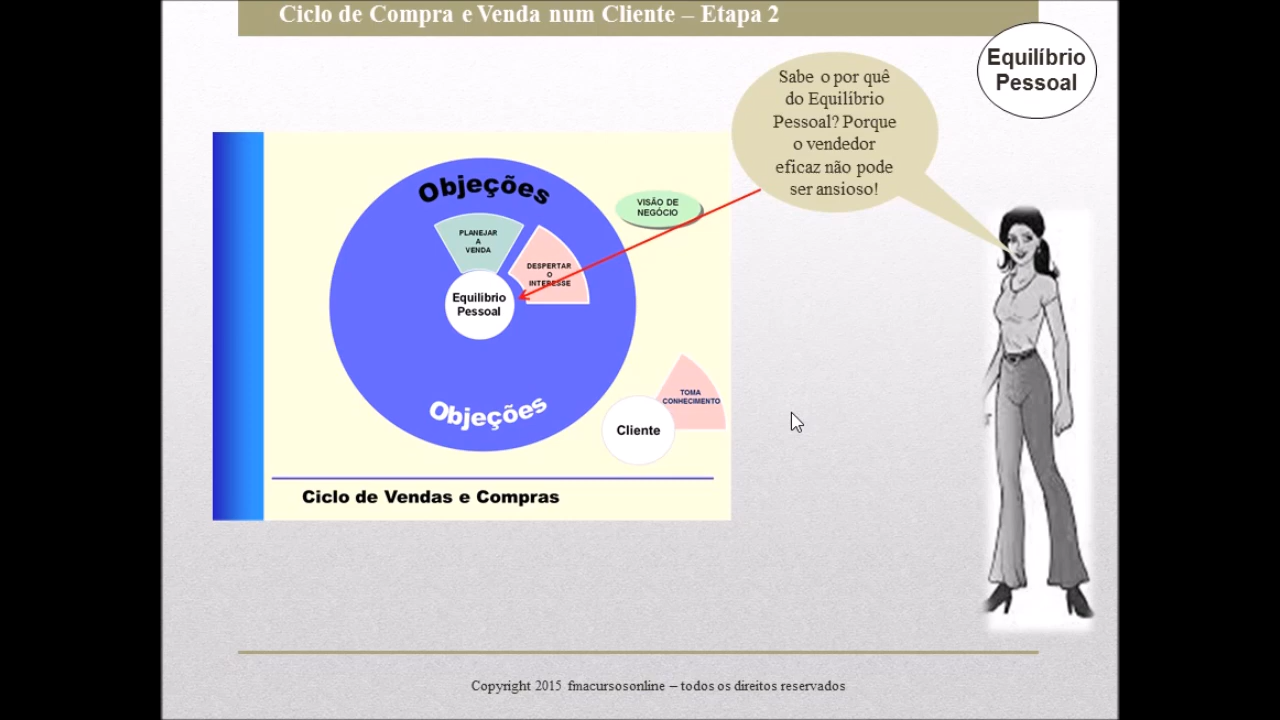 Ciclo de Compra e Venda num Cliente – Etapa 2
Equilíbrio
Pessoal
Sabe o por quê
do Equilíbrio
Pessoal? Porque
o vendedor
eficaz não pode
ser ansioso!
Objeções
VISÃO DE
NEGÓCIO
PLANEJAR
A
VENDA
DESPERTAR
O
INTERESSE
Equilibrio
Pessoal
Objeções
TOMA
CONHECIMENTO
Cliente
Ciclo de Vendas e Compras
Copyright 2015 fmacursosonline – todos os direitos reservados